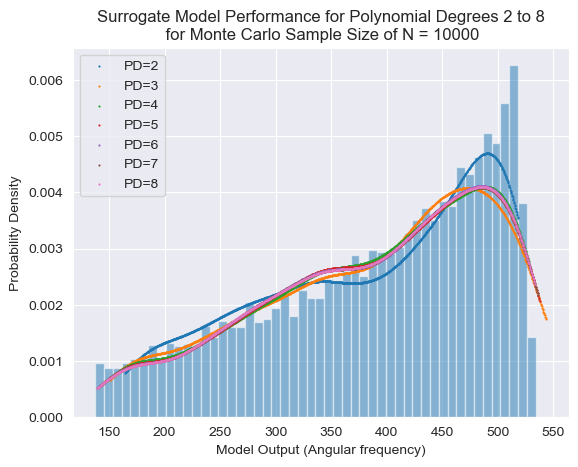 Surrogate Model Performance for Polynomial Degrees 2 to 8
for Monte Carlo Sample Size of N = 10000
PD=2
PD=3
PD=4
PD=5
PD=6
PD=7
PD=8
Probability Density
0.006
0.005
0.004
0.003
0.002
0.001
0.000
150 200 250 300 350 400 450 500 550
Model Output (Angular frequency)